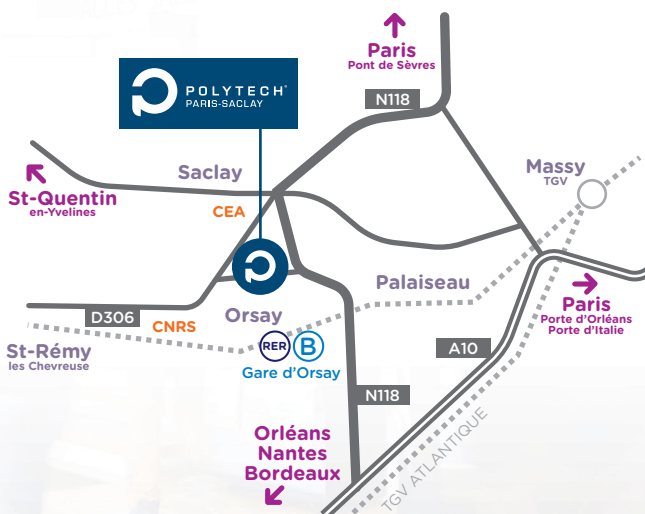 Paris
Pont de Sèvres
N118
POLYTECH®
PARIS-SACLAY
Saclay
Massy
TGV
St-Quentin
en-Yvelines
CEA
Palaiseau
Paris
Porte d'Orléans
Porte d'Italie
D306
CNRS
Orsay
St-Rémy
les Chevreuse
RER B
Gare d'Orsay
A10
N118
Orléans
Nantes
Bordeaux
TGV ATLANTIQUE